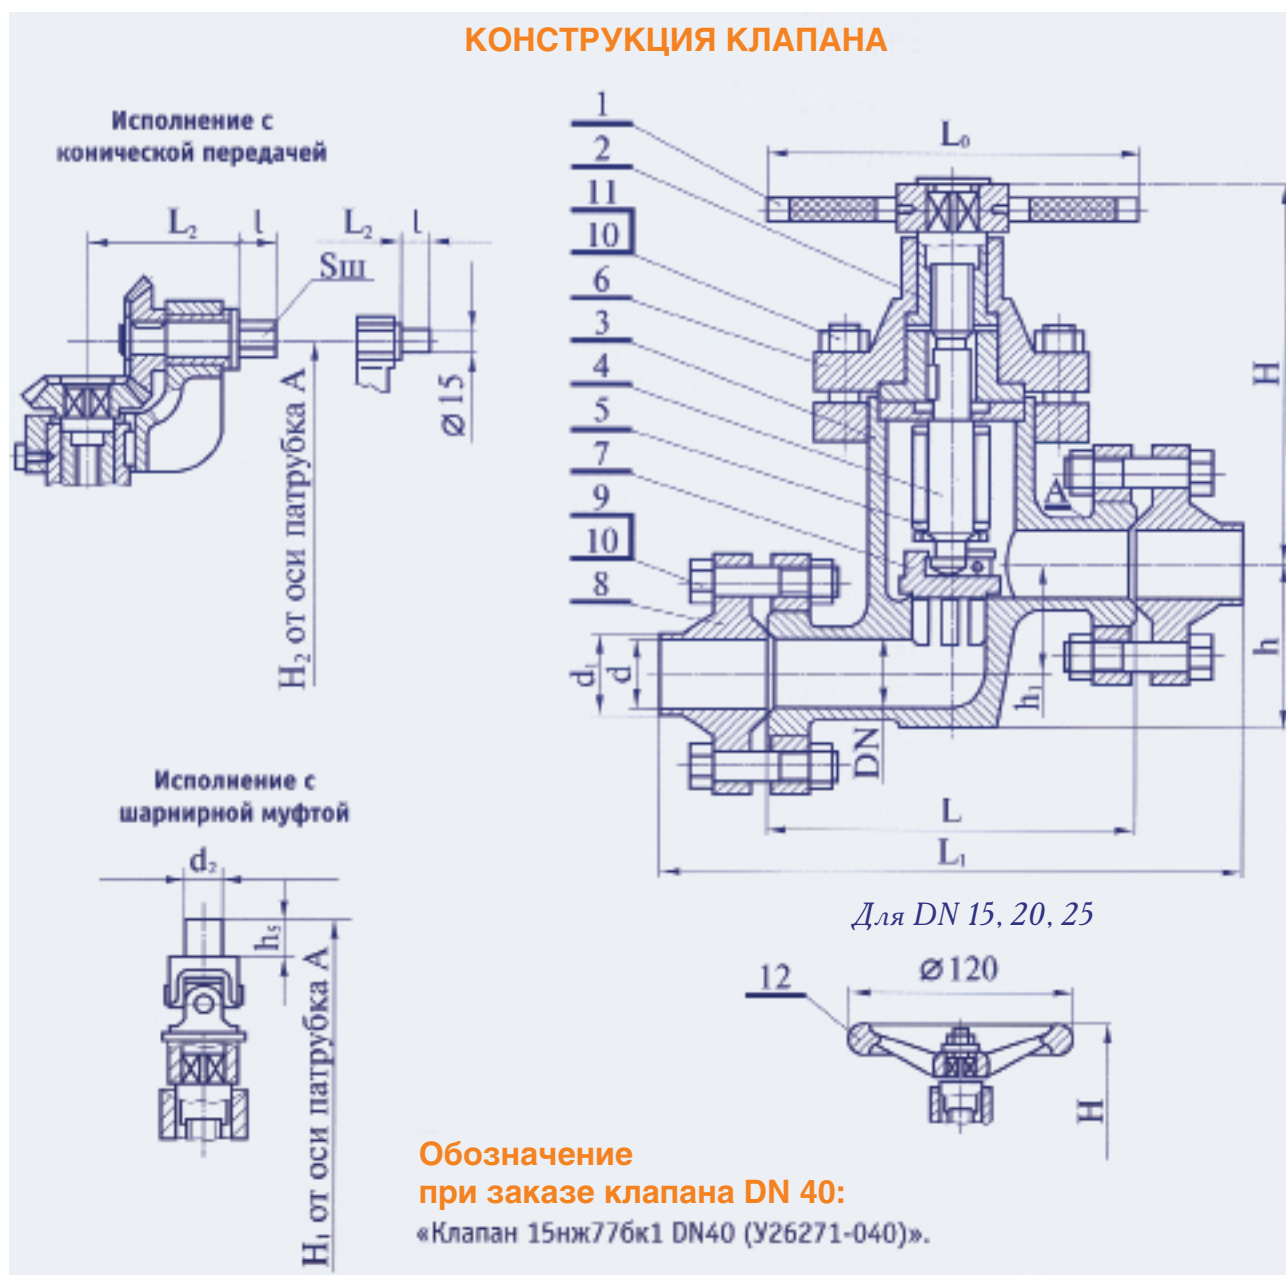 КОНСТРУКЦИЯ КЛАПАНА
Исполнение с
конической передачей
L₂
l
Sш
L₂
l
⌀ 15
H₂ от оси патрубка А
1
2
11
10
6
3
4
5
7
9
10
8
L₀
H
А
h
h₁
d₁
d
DN
L
L₁
Для DN 15, 20, 25
Исполнение с
шарнирной муфтой
d₂
h₅
H₁ от оси патрубка А
12
⌀ 120
H
Обозначение
при заказе клапана DN 40:
«Клапан 15нж77бк1 DN40 (У26271-040)».